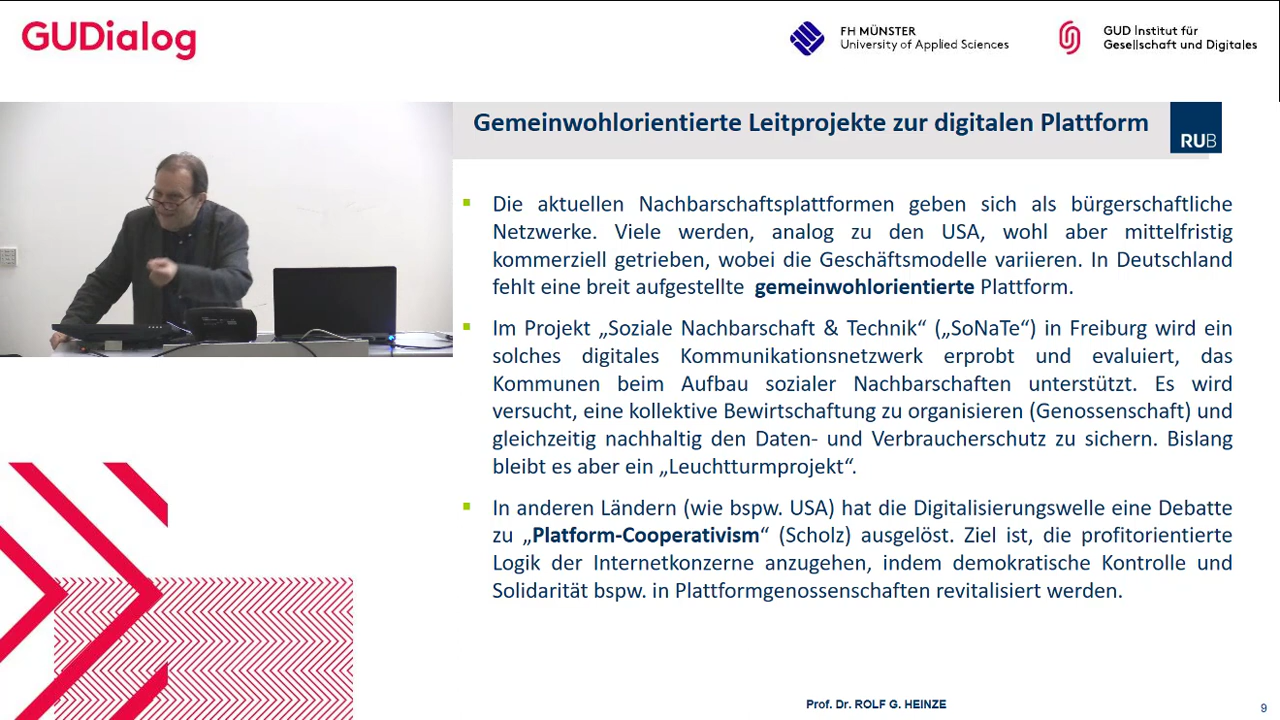 GUDialog
FH MÜNSTER
University of Applied Sciences
GUD Institut für
Gesellschaft und Digitales
Gemeinwohlorientierte Leitprojekte zur digitalen Plattform
RUB
Die aktuellen Nachbarschaftsplattformen geben sich als bürgerschaftliche
Netzwerke. Viele werden, analog zu den USA, wohl aber mittelfristig
kommerziell getrieben, wobei die Geschäftsmodelle variieren. In Deutschland
fehlt eine breit aufgestellte gemeinwohlorientierte Plattform.
Im Projekt „Soziale Nachbarschaft & Technik“ („SoNaTe“) in Freiburg wird ein
solches digitales Kommunikationsnetzwerk erprobt und evaluiert, das
Kommunen beim Aufbau sozialer Nachbarschaften unterstützt. Es wird
versucht, eine kollektive Bewirtschaftung zu organisieren (Genossenschaft) und
gleichzeitig nachhaltig den Daten- und Verbraucherschutz zu sichern. Bislang
bleibt es aber ein „Leuchtturmprojekt“.
In anderen Ländern (wie bspw. USA) hat die Digitalisierungswelle eine Debatte
zu „Platform-Cooperativism“ (Scholz) ausgelöst. Ziel ist, die profitorientierte
Logik der Internetkonzerne anzugehen, indem demokratische Kontrolle und
Solidarität bspw. in Plattformgenossenschaften revitalisiert werden.
Prof. Dr. ROLF G. HEINZE
9